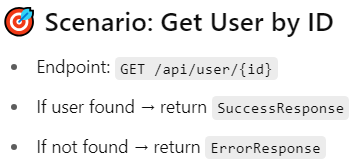 🎯 Scenario: Get User by ID
• Endpoint: GET /api/user/{id}
• If user found → return SuccessResponse
• If not found → return ErrorResponse